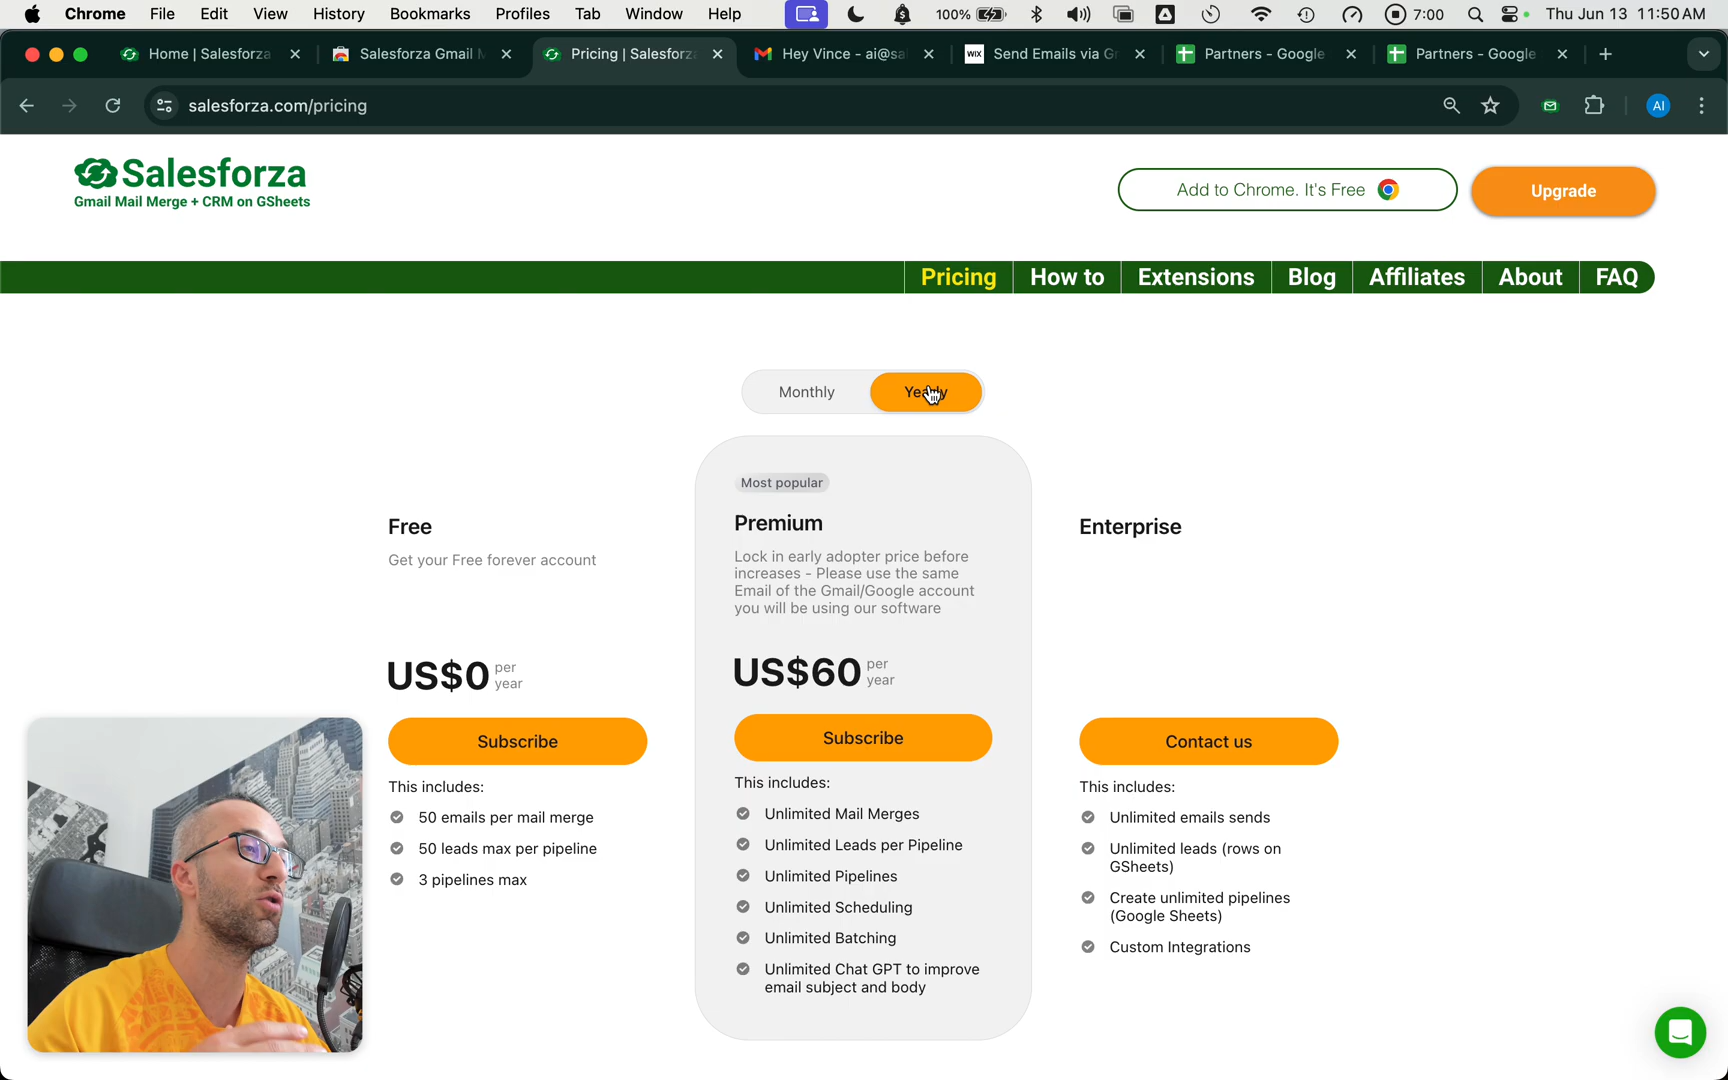 Chrome File Edit View History Bookmarks Profiles Tab Window Help 100% 7:00 Thu Jun 13 11:50AM
Home | Salesforza Salesforza Gmail M Pricing | Salesforza Hey Vince - ai@sa WIX Send Emails via G Partners - Google Partners - Google
salesforza.com/pricing AI
Salesforza
Gmail Mail Merge + CRM on GSheets
Add to Chrome. It's Free
Upgrade
Pricing How to Extensions Blog Affiliates About FAQ
Monthly Yearly
Free
Get your Free forever account
US$0 per
year
Subscribe
This includes:
50 emails per mail merge
50 leads max per pipeline
3 pipelines max
Most popular
Premium
Lock in early adopter price before
increases - Please use the same
Email of the Gmail/Google account
you will be using our software
US$60 per
year
Subscribe
This includes:
Unlimited Mail Merges
Unlimited Leads per Pipeline
Unlimited Pipelines
Unlimited Scheduling
Unlimited Batching
Unlimited Chat GPT to improve
email subject and body
Enterprise
Contact us
This includes:
Unlimited emails sends
Unlimited leads (rows on
GSheets)
Create unlimited pipelines
(Google Sheets)
Custom Integrations